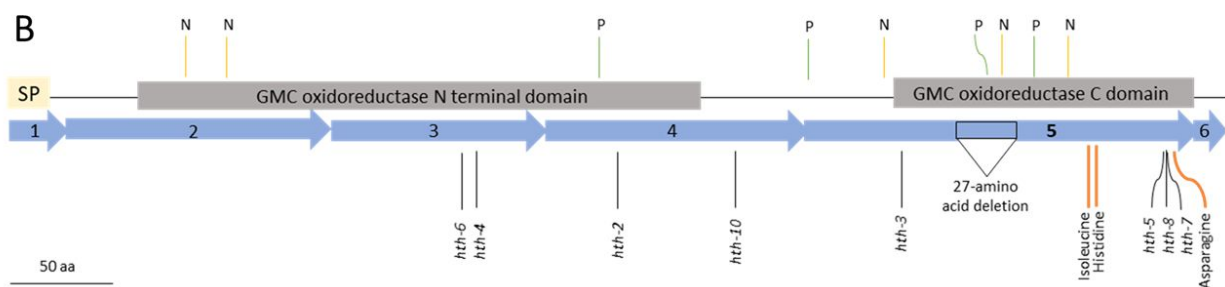 B
N N P P N P N P N
SP
GMC oxidoreductase N terminal domain
GMC oxidoreductase C domain
1 2 3 4 5 6
27-amino
acid deletion
hth-6
hth-4
hth-2
hth-10
hth-3
Isoleucine
Histidine
hth-5
hth-8
hth-7
Asparagine
50 aa